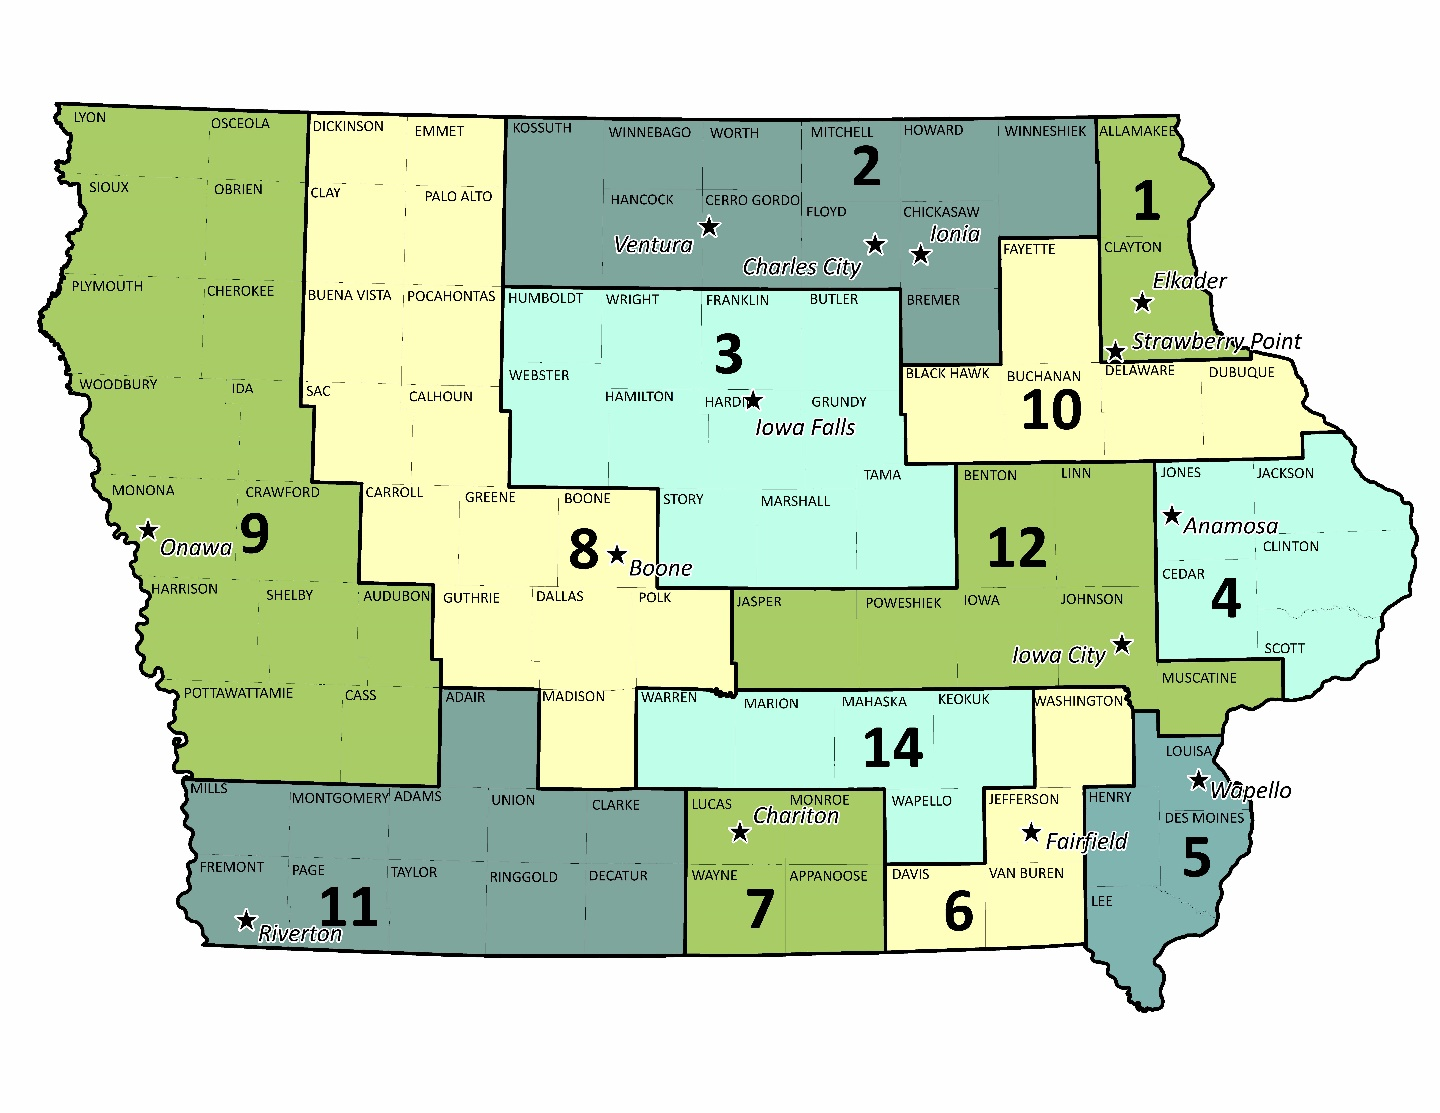 LYON
OSCEOLA
DICKINSON
EMMET
KOSSUTH
WINNEBAGO
WORTH
MITCHELL
HOWARD
WINNESHIEK
ALLAMAKEE
2
1
SIOUX
OBRIEN
CLAY
PALO ALTO
HANCOCK
CERRO GORDO
FLOYD
CHICKASAW
Ventura
Charles City
Ionia
FAYETTE
CLAYTON
Elkader
PLYMOUTH
CHEROKEE
BUENA VISTA
POCAHONTAS
HUMBOLDT
WRIGHT
FRANKLIN
BUTLER
BREMER
Strawberry Point
3
WOODBURY
IDA
SAC
CALHOUN
WEBSTER
HAMILTON
HARDIN
GRUNDY
BLACK HAWK
BUCHANAN
DELAWARE
DUBUQUE
10
Iowa Falls
MONONA
CRAWFORD
CARROLL
GREENE
BOONE
STORY
MARSHALL
TAMA
BENTON
LINN
JONES
JACKSON
Onawa
9
8
Boone
12
Anamosa
CLINTON
CEDAR
4
HARRISON
SHELBY
AUDUBON
GUTHRIE
DALLAS
POLK
JASPER
POWESHIEK
IOWA
JOHNSON
Iowa City
SCOTT
MUSCATINE
POTTAWATTAMIE
CASS
ADAIR
MADISON
WARREN
MARION
MAHASKA
KEOKUK
WASHINGTON
14
LOUISA
Wapello
MILLS
MONTGOMERY
ADAMS
UNION
CLARKE
LUCAS
MONROE
WAPELLO
JEFFERSON
HENRY
DES MOINES
Chariton
Fairfield
5
FREMONT
PAGE
TAYLOR
RINGGOLD
DECATUR
WAYNE
APPANOOSE
DAVIS
VAN BUREN
LEE
11
Riverton
7
6